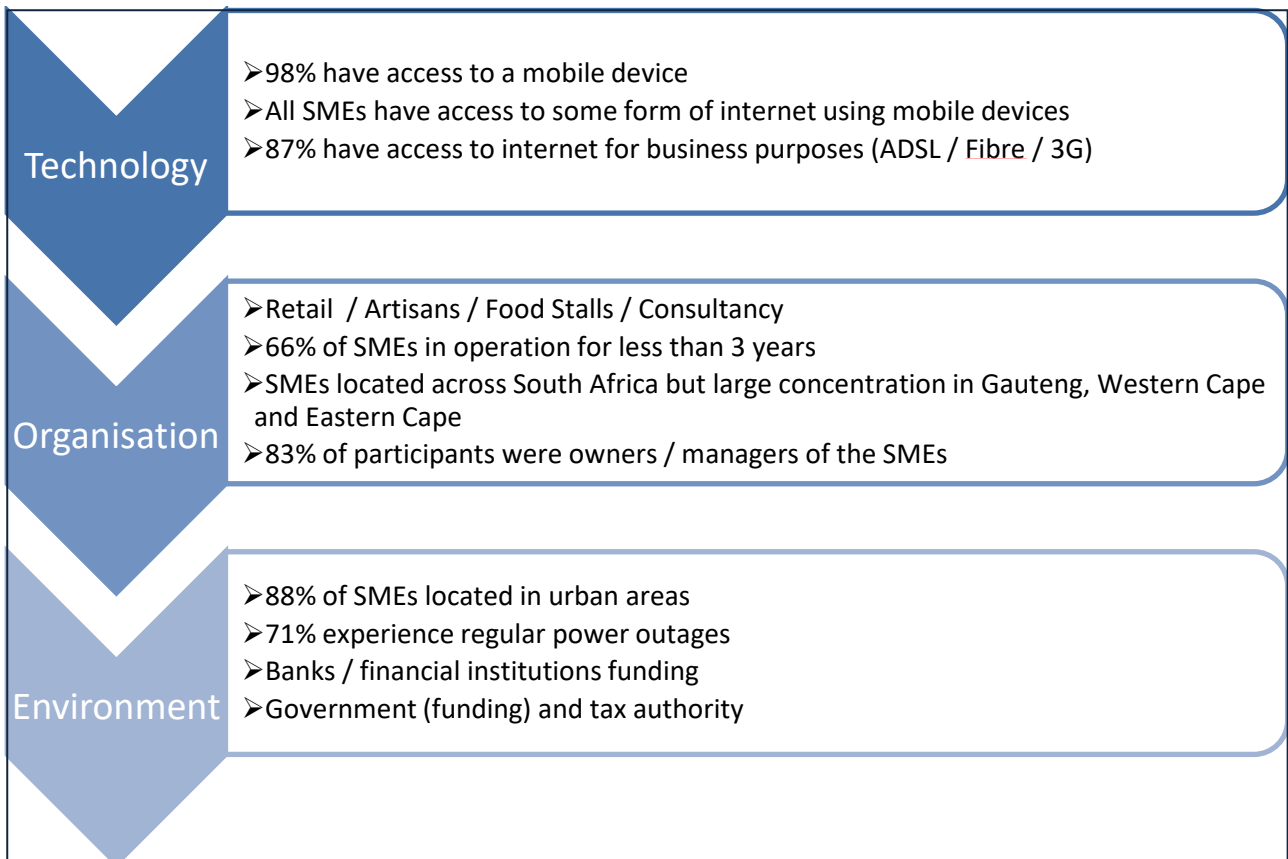 Technology
➢98% have access to a mobile device
➢All SMEs have access to some form of internet using mobile devices
➢87% have access to internet for business purposes (ADSL / Fibre / 3G)
Organisation
➢Retail / Artisans / Food Stalls / Consultancy
➢66% of SMEs in operation for less than 3 years
➢SMEs located across South Africa but large concentration in Gauteng, Western Cape
and Eastern Cape
➢83% of participants were owners / managers of the SMEs
Environment
➢88% of SMEs located in urban areas
➢71% experience regular power outages
➢Banks / financial institutions funding
➢Government (funding) and tax authority